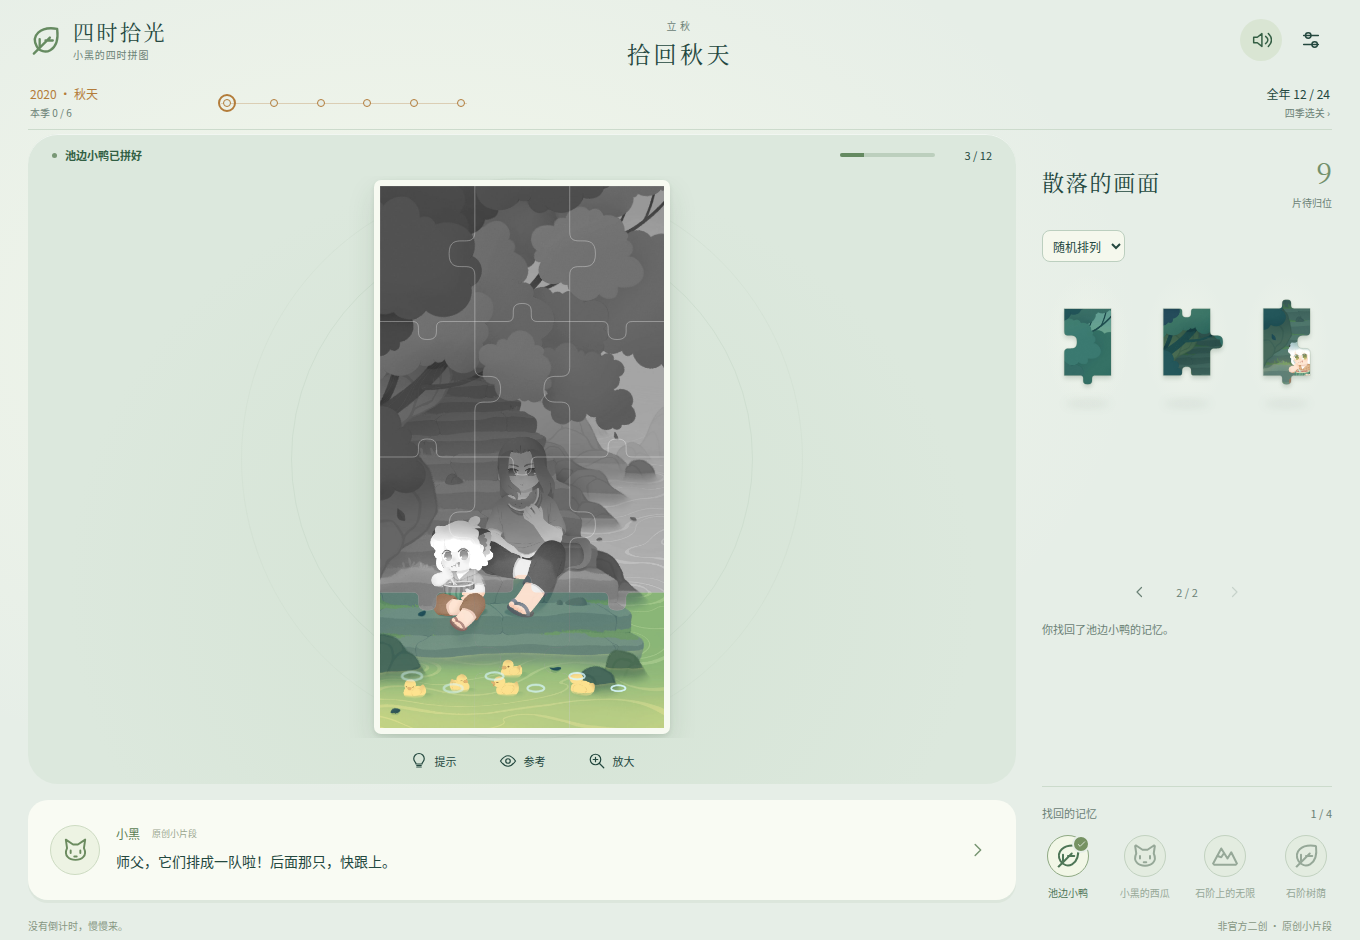 四时拾光
小黑的四时拼图
立秋
拾回秋天
2020 · 秋天
本季 0 / 6
全年 12 / 24
四季选关 ›
池边小鸭已拼好
3 / 12
散落的画面
9
片待归位
随机排列
2 / 2
你找回了池边小鸭的记忆。
提示
参考
放大
小黑
原创小片段
师父，它们排成一队啦！后面那只，快跟上。
找回的记忆
1 / 4
池边小鸭
小黑的西瓜
石阶上的无限
石阶树荫
没有倒计时，慢慢来。
非官方二创 · 原创小片段